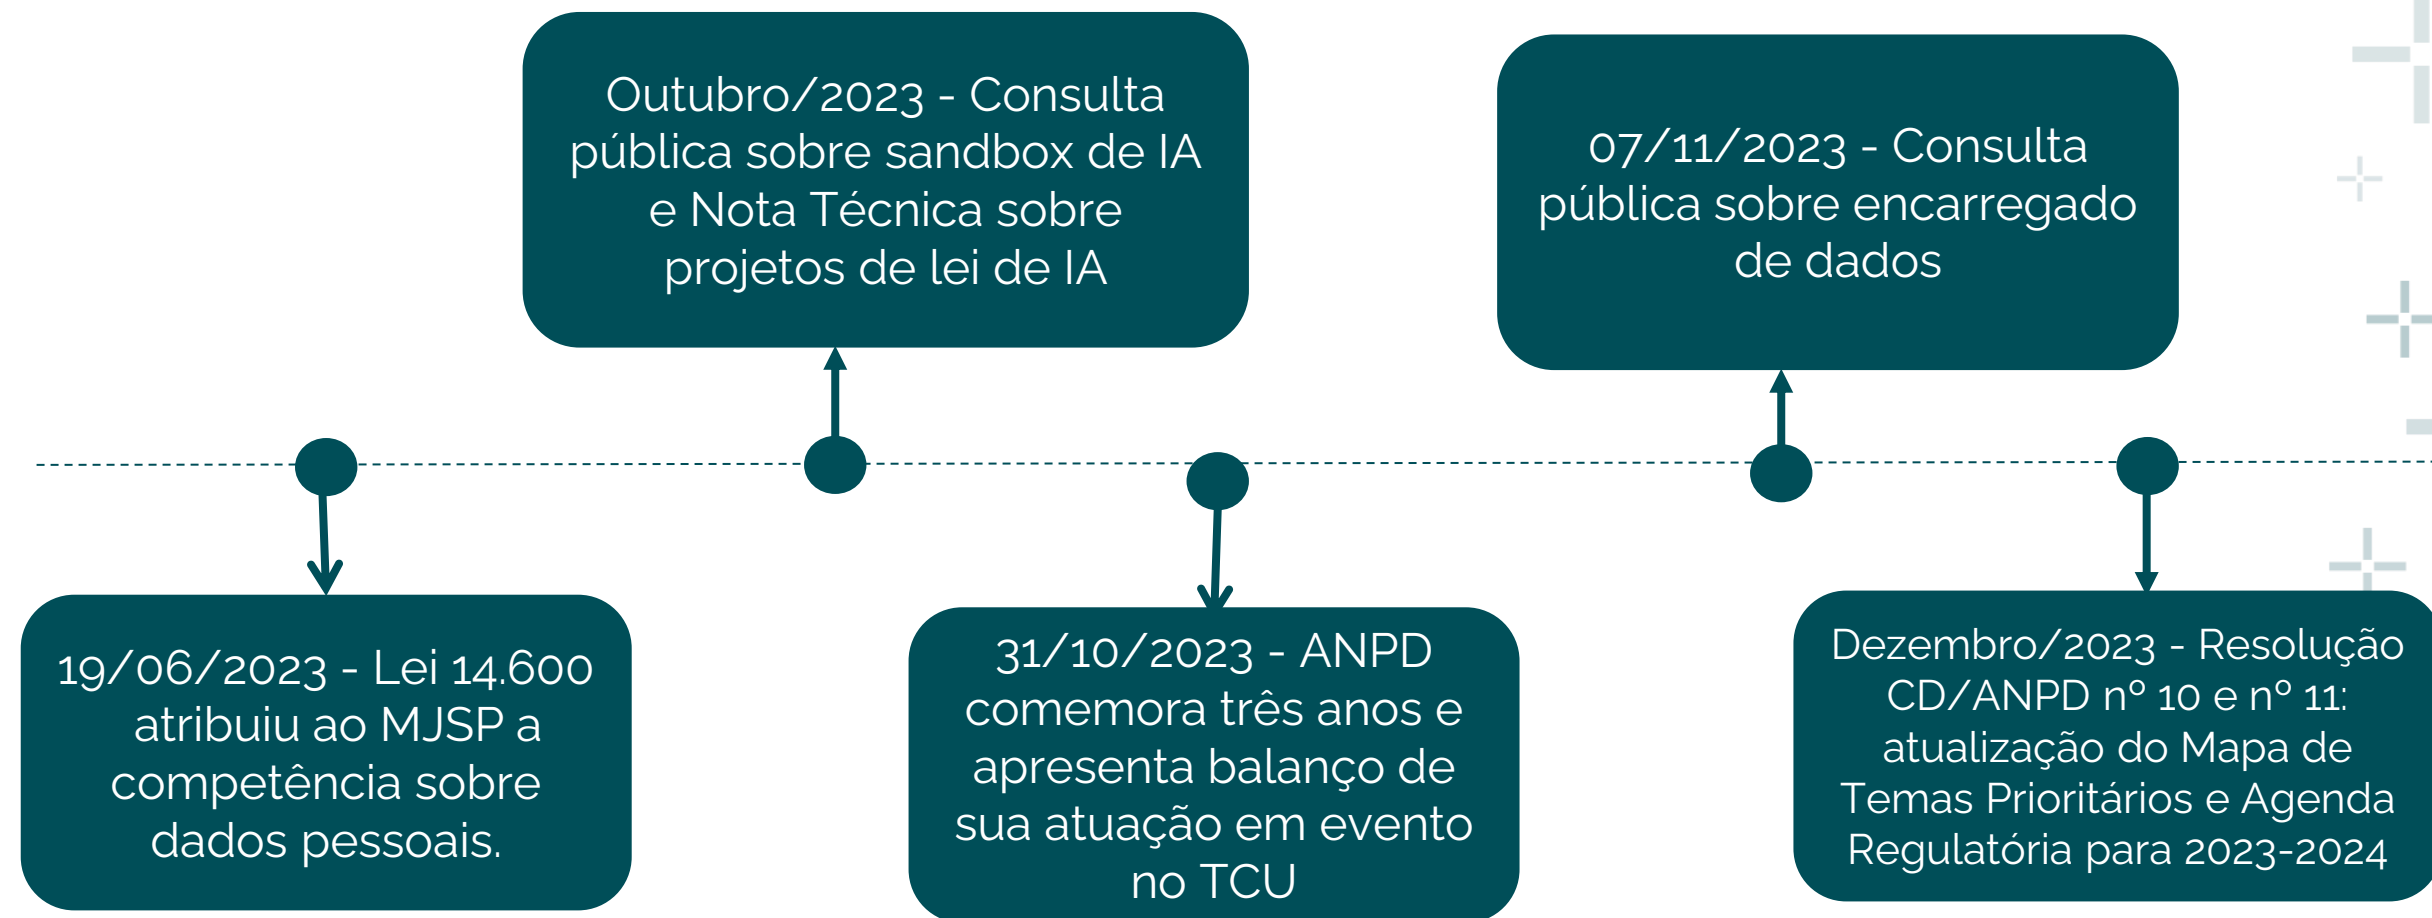 Outubro/2023 - Consulta
pública sobre sandbox de IA
e Nota Técnica sobre
projetos de lei de IA
07/11/2023 - Consulta
pública sobre encarregado
de dados
19/06/2023 - Lei 14.600
atribuiu ao MJSP a
competência sobre
dados pessoais.
31/10/2023 - ANPD
comemora três anos e
apresenta balanço de
sua atuação em evento
no TCU
Dezembro/2023 - Resolução
CD/ANPD nº 10 e nº 11:
atualização do Mapa de
Temas Prioritários e Agenda
Regulatória para 2023-2024